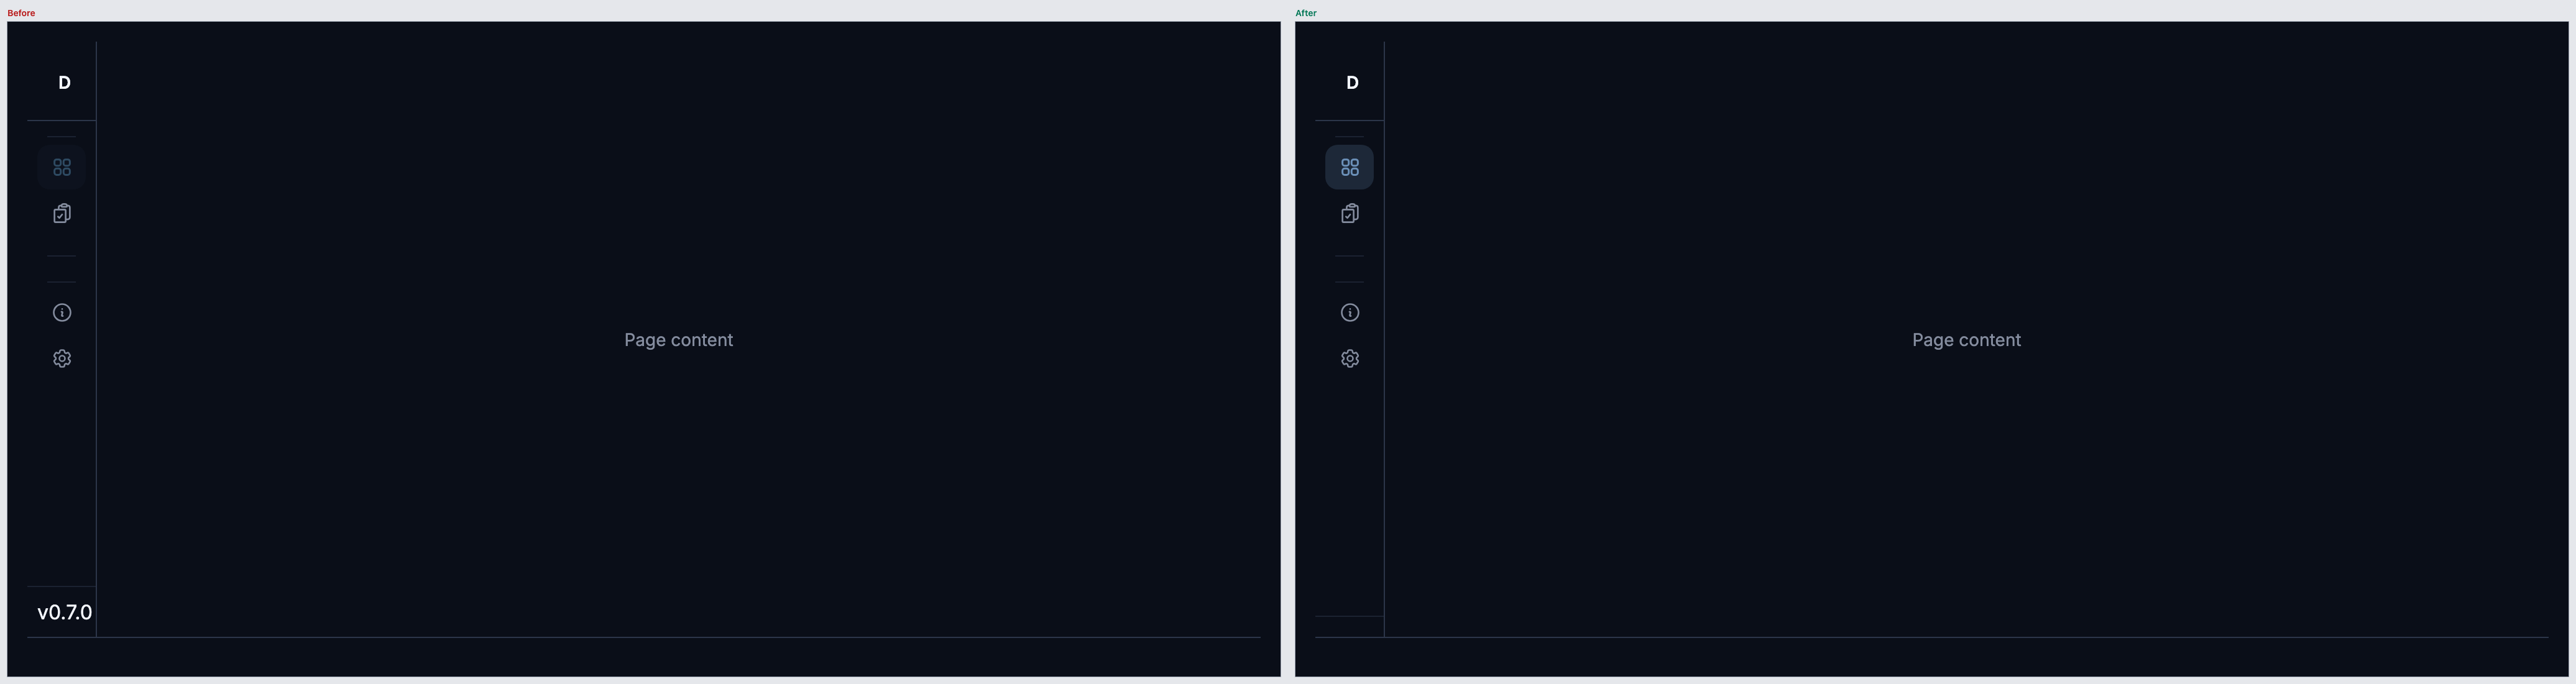 Before
D
Page content
v0.7.0
After
D
Page content